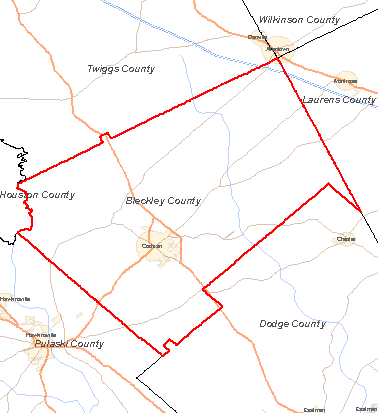 Wilkinson County
Danville
Allentown
Twiggs County
Montrose
Laurens County
Houston County
Bleckley County
Chester
Cochran
Hawkinsville
Dodge County
Hawkinsville
Pulaski County
Eastman
Eastman